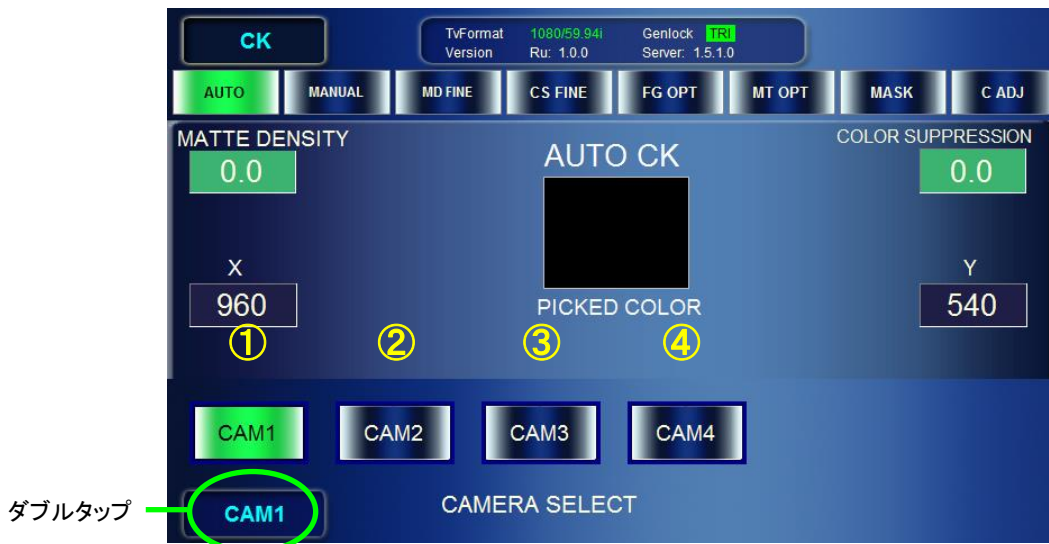 CK
TvFormat 1080/59.94i Genlock TRI
Version Ru: 1.0.0 Server: 1.5.1.0
AUTO MANUAL MD FINE CS FINE FG OPT MT OPT MASK C ADJ
MATTE DENSITY
0.0
AUTO CK
COLOR SUPPRESSION
0.0
X
960
PICKED COLOR
Y
540
① ② ③ ④
CAM1 CAM2 CAM3 CAM4
ダブルタップ
CAM1
CAMERA SELECT